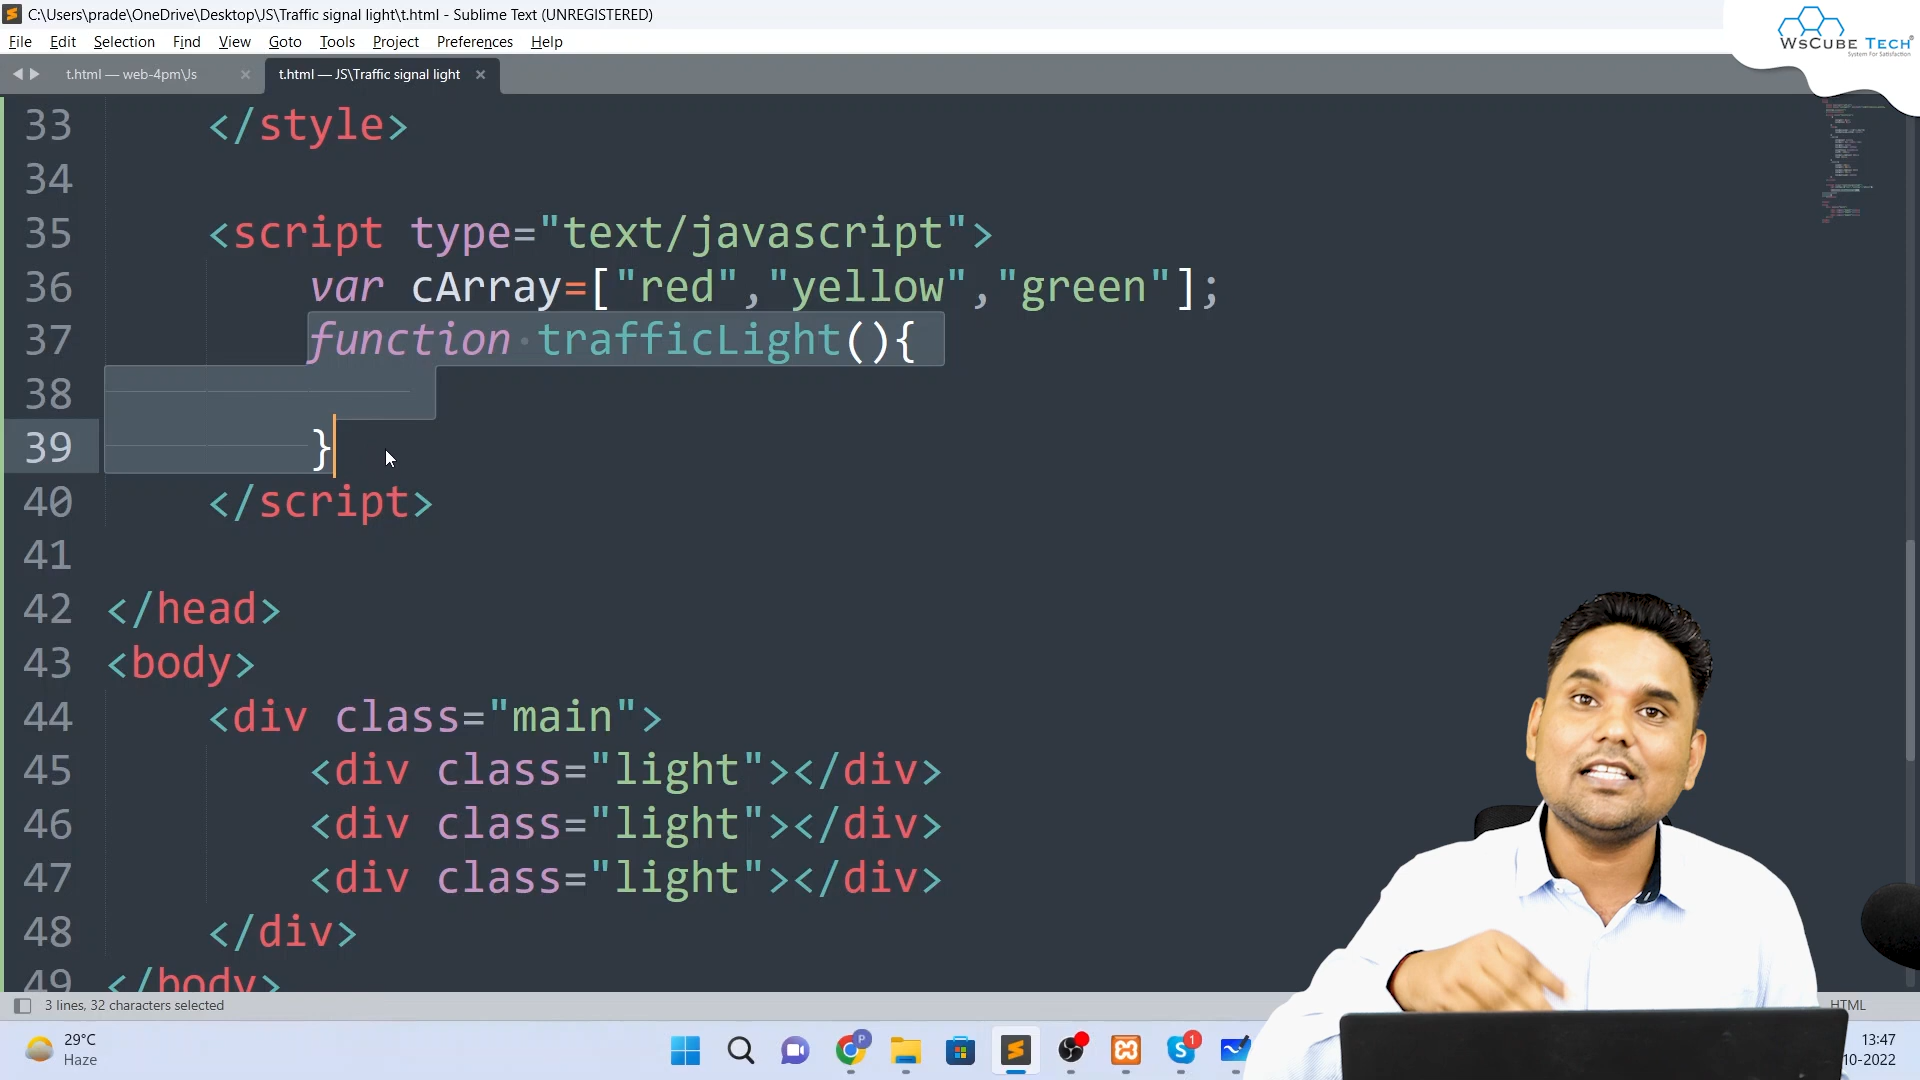 C:\Users\prade\OneDrive\Desktop\JS\Traffic signal light\t.html - Sublime Text (UNREGISTERED)
WsCUBE TECH
System For Satisfaction
File Edit Selection Find View Goto Tools Project Preferences Help
t.html — web-4pm\Js
t.html — JS\Traffic signal light
33 </style>
34
35 <script type="text/javascript">
36 var cArray=["red","yellow","green"];
37 function trafficLight(){
38
39 }
40 </script>
41
42 </head>
43 <body>
44 <div class="main">
45 <div class="light"></div>
46 <div class="light"></div>
47 <div class="light"></div>
48 </div>
49 </body>
3 lines, 32 characters selected
HTML
29°C
Haze
P
1
13:47
10-2022